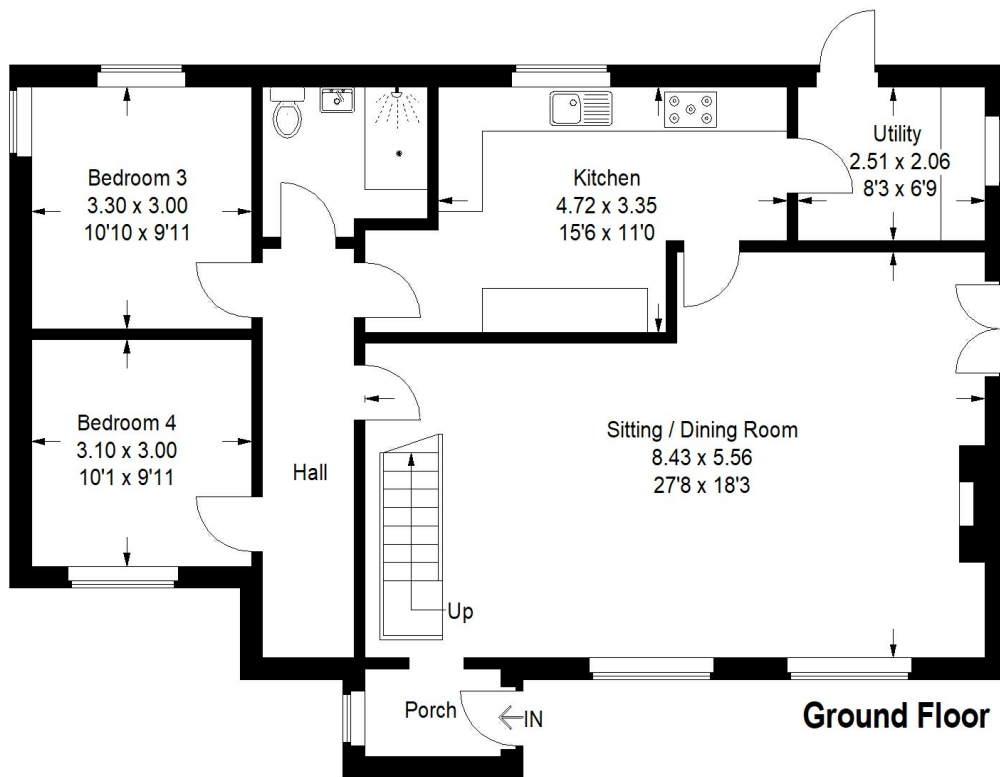 Bedroom 3
3.30 x 3.00
10'10 x 9'11
Kitchen
4.72 x 3.35
15'6 x 11'0
Utility
2.51 x 2.06
8'3 x 6'9
Bedroom 4
3.10 x 3.00
10'1 x 9'11
Hall
Sitting / Dining Room
8.43 x 5.56
27'8 x 18'3
Up
Porch
IN
Ground Floor